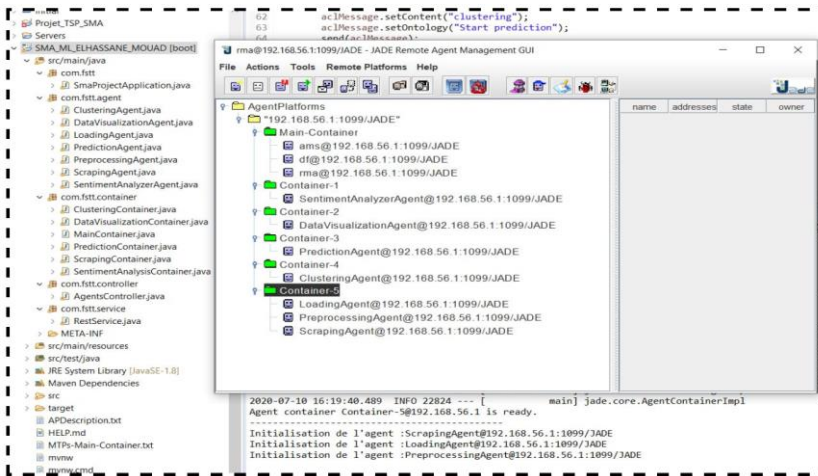 Projet_TSP_SMA
Servers
SMA_ML_ELHASSANE_MOUAD [boot]
src/main/java
com.fstt
SmaProjectApplication.java
com.fstt.agent
ClusteringAgent.java
DataVisualizationAgent.java
LoadingAgent.java
PredictionAgent.java
PreprocessingAgent.java
ScrapingAgent.java
SentimentAnalyzerAgent.java
com.fstt.container
ClusteringContainer.java
DataVisualizationContainer.java
MainContainer.java
PredictionContainer.java
ScrapingContainer.java
SentimentAnalysisContainer.java
com.fstt.controller
AgentsController.java
com.fstt.service
RestService.java
META-INF
src/main/resources
src/test/java
JRE System Library [JavaSE-1.8]
Maven Dependencies
src
target
APDescription.txt
HELP.md
MTPs-Main-Container.txt
mvnw
mvnw.cmd
62 aclMessage.setContent("clustering");
63 aclMessage.setOntology("Start prediction");
64 send(aclMessage);
rma@192.168.56.1:1099/JADE - JADE Remote Agent Management GUI
File Actions Tools Remote Platforms Help
AgentPlatforms
"192.168.56.1:1099/JADE"
Main-Container
ams@192.168.56.1:1099/JADE
df@192.168.56.1:1099/JADE
rma@192.168.56.1:1099/JADE
Container-1
SentimentAnalyzerAgent@192.168.56.1:1099/JADE
Container-2
DataVisualizationAgent@192.168.56.1:1099/JADE
Container-3
PredictionAgent@192.168.56.1:1099/JADE
Container-4
ClusteringAgent@192.168.56.1:1099/JADE
Container-5
LoadingAgent@192.168.56.1:1099/JADE
PreprocessingAgent@192.168.56.1:1099/JADE
ScrapingAgent@192.168.56.1:1099/JADE
name addresses state owner
2020-07-10 16:19:40.489 INFO 22824 --- [ main] jade.core.AgentContainerImpl
Agent container Container-5@192.168.56.1 is ready.
--------------------------------------------
Initialisation de l'agent :ScrapingAgent@192.168.56.1:1099/JADE
Initialisation de l'agent :LoadingAgent@192.168.56.1:1099/JADE
Initialisation de l'agent :PreprocessingAgent@192.168.56.1:1099/JADE